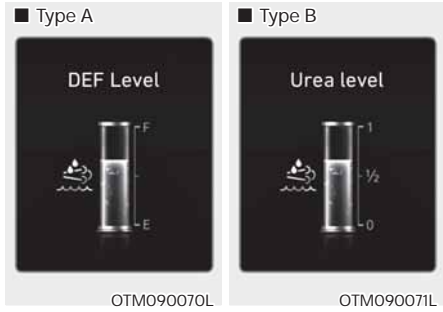 ■ Type A
DEF Level
F
E
OTM090070L
■ Type B
Urea level
1
½
0
OTM090071L